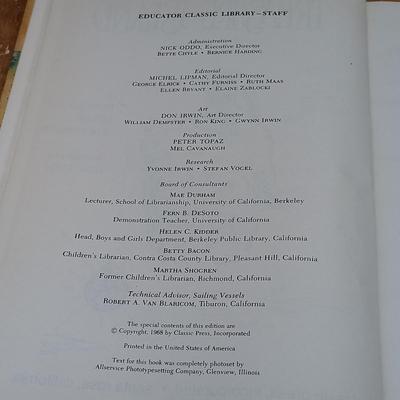 EDUCATOR CLASSIC LIBRARY—STAFF
Administration
NICK ODDO, Executive Director
BETTE CHYLE • BERNICE HARDING
Editorial
MICHEL LIPMAN, Editorial Director
GEORGE ELRICK • CATHY FURNISS • RUTH MAAS
ELLEN BRYANT • ELAINE ZABLOCKI
Art
DON IRWIN, Art Director
WILLIAM DEMPSTER • RON KING • GWYNN IRWIN
Production
PETER TOPAZ
MEL CAVANAUGH
Research
YVONNE IRWIN • STEFAN VOGEL
Board of Consultants
MAE DURHAM
Lecturer, School of Librarianship, University of California, Berkeley
FERN B. DESOTO
Demonstration Teacher, University of California
HELEN C. KIDDER
Head, Boys and Girls Department, Berkeley Public Library, California
BETTY BACON
Children's Librarian, Contra Costa County Library, Pleasant Hill, California
MARTHA SHOGREN
Former Children's Librarian, Richmond, California
Technical Advisor, Sailing Vessels
ROBERT A. VAN BLARICOM, Tiburon, California
The special contents of this edition are
© Copyright, 1968 by Classic Press, Incorporated
Printed in the United States of America
Text for this book was completely photoset by
Allservice Phototypesetting Company, Glenview, Illinois